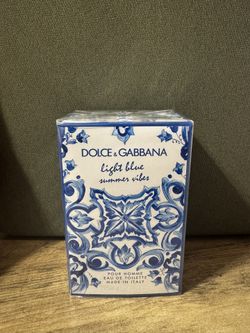 DOLCE & GABBANA
light blue
summer vibes
POUR HOMME
EAU DE TOILETTE
MADE IN ITALY